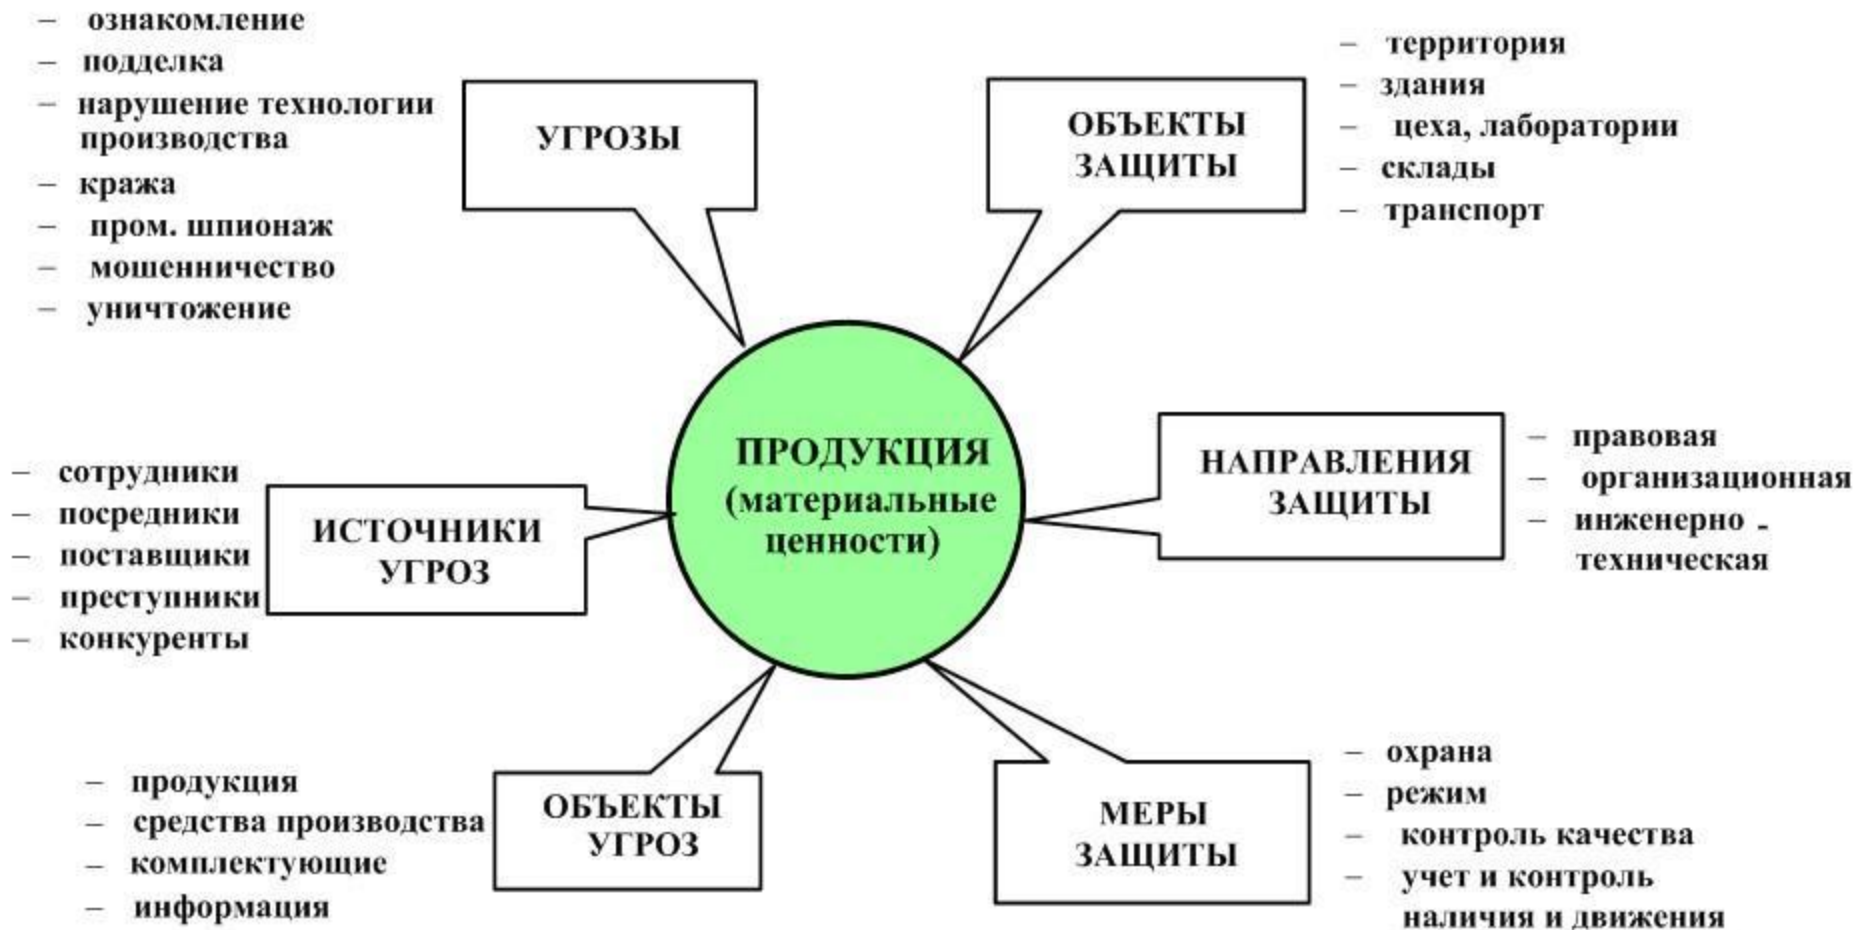 – ознакомление
– подделка
– нарушение технологии
производства
– кража
– пром. шпионаж
– мошенничество
– уничтожение
УГРОЗЫ
ОБЪЕКТЫ
ЗАЩИТЫ
– территория
– здания
– цеха, лаборатории
– склады
– транспорт
– сотрудники
– посредники
– поставщики
– преступники
– конкуренты
ИСТОЧНИКИ
УГРОЗ
ПРОДУКЦИЯ
(материальные
ценности)
НАПРАВЛЕНИЯ
ЗАЩИТЫ
– правовая
– организационная
– инженерно -
техническая
– продукция
– средства производства
– комплектующие
– информация
ОБЪЕКТЫ
УГРОЗ
МЕРЫ
ЗАЩИТЫ
– охрана
– режим
– контроль качества
– учет и контроль
наличия и движения